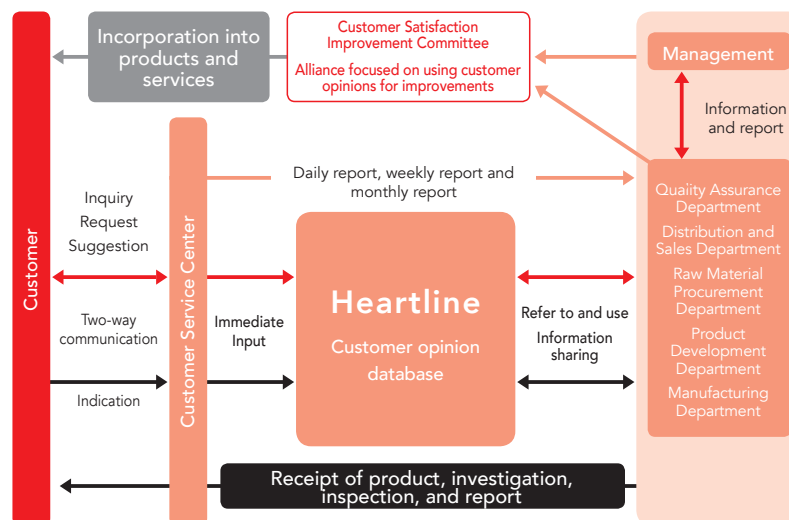 Incorporation into
products and
services
Customer Satisfaction
Improvement Committee
Alliance focused on using customer
opinions for improvements
Management
Information
and report
Customer
Customer Service Center
Daily report, weekly report and
monthly report
Inquiry
Request
Suggestion
Two-way
communication
Indication
Immediate
Input
Heartline
Customer opinion
database
Refer to and use
Information
sharing
Quaiity Assurance
Department
Distribution and
Sales Department
Raw Material
Procurement
Department
Product
Development
Department
Manufacturing
Department
Receipt of product, investigation,
inspection, and report